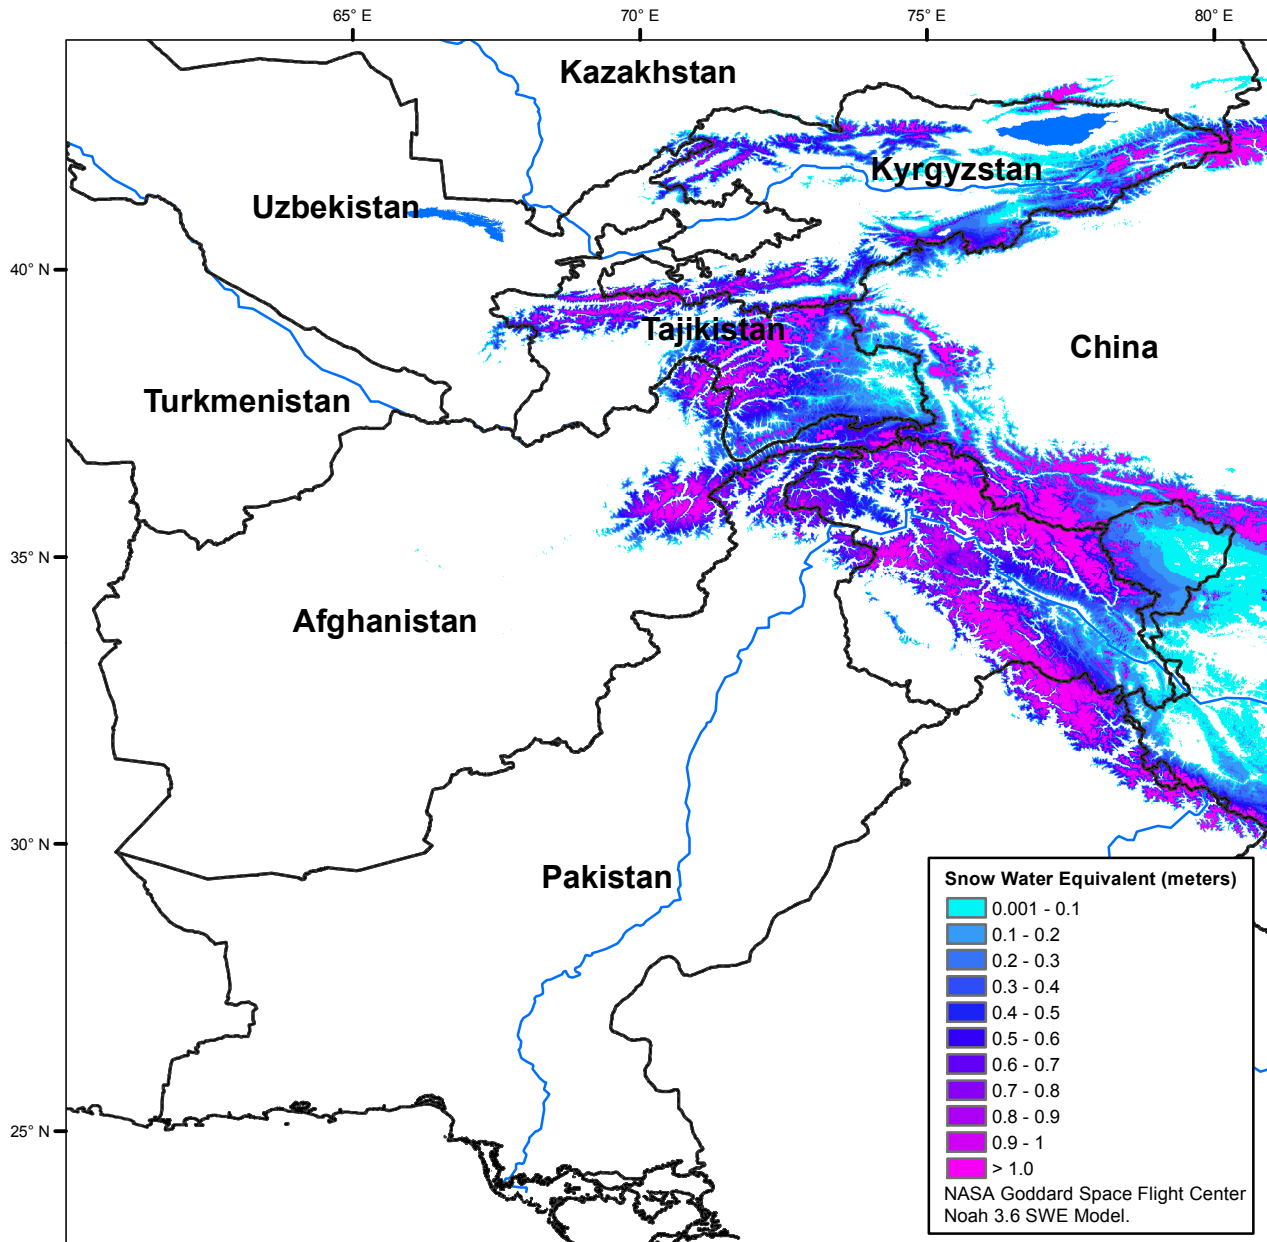 65° E
70° E
75° E
80° E
Kazakhstan
Kyrgyzstan
Uzbekistan
40° N
Tajikistan
China
Turkmenistan
35° N
Afghanistan
30° N
Pakistan
25° N
Snow Water Equivalent (meters)
0.001 - 0.1
0.1 - 0.2
0.2 - 0.3
0.3 - 0.4
0.4 - 0.5
0.5 - 0.6
0.6 - 0.7
0.7 - 0.8
0.8 - 0.9
0.9 - 1
> 1.0
NASA Goddard Space Flight Center
Noah 3.6 SWE Model.